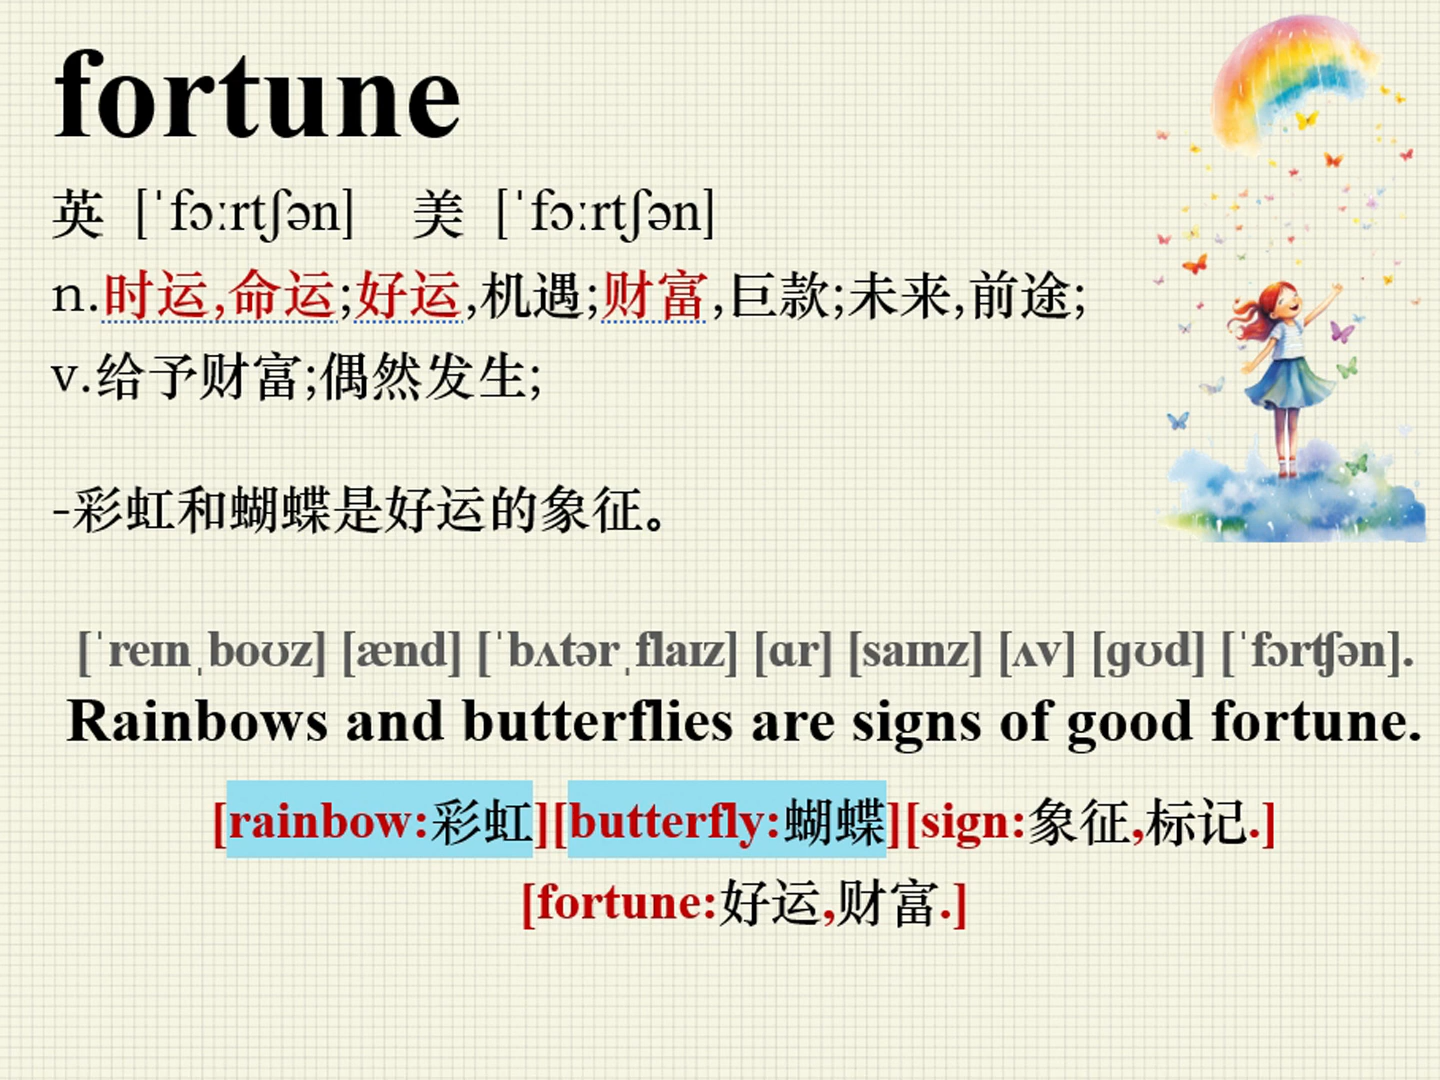 fortune
英 [ˈfɔːrtʃən] 美 [ˈfɔːrtʃən]
n.时运,命运;好运,机遇;财富,巨款;未来,前途;
v.给予财富;偶然发生;
-彩虹和蝴蝶是好运的象征。
[ˈreɪnˌboʊz] [ænd] [ˈbʌtərˌflaɪz] [ɑr] [saɪnz] [ʌv] [gʊd] [ˈfɔrʧən].
Rainbows and butterflies are signs of good fortune.
[rainbow:彩虹][butterfly:蝴蝶][sign:象征,标记.]
[fortune:好运,财富.]